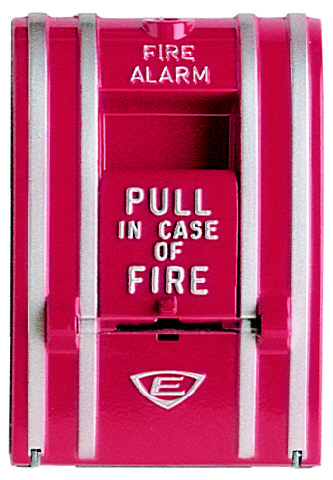 FIRE
ALARM
PULL
IN CASE
OF
FIRE
E